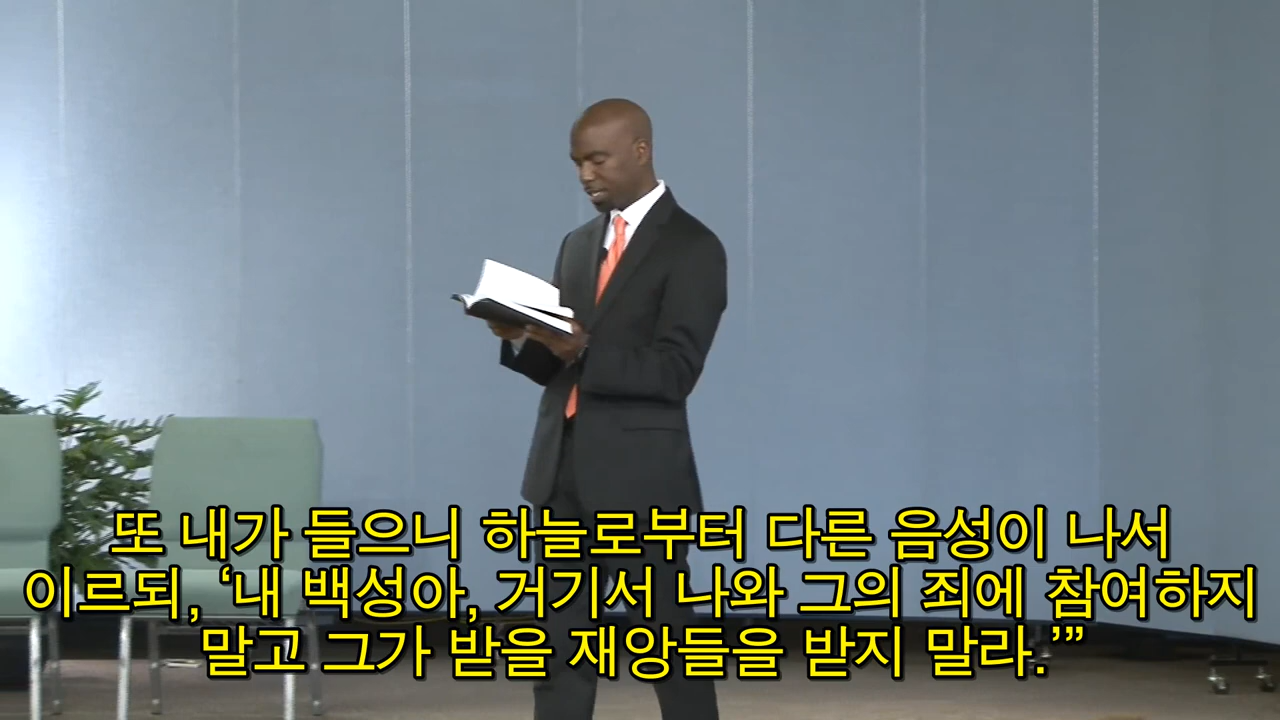 또 내가 들으니 하늘로부터 다른 음성이 나서
이르되, ‘내 백성아, 거기서 나와 그의 죄에 참여하지
말고 그가 받을 재앙들을 받지 말라.’”